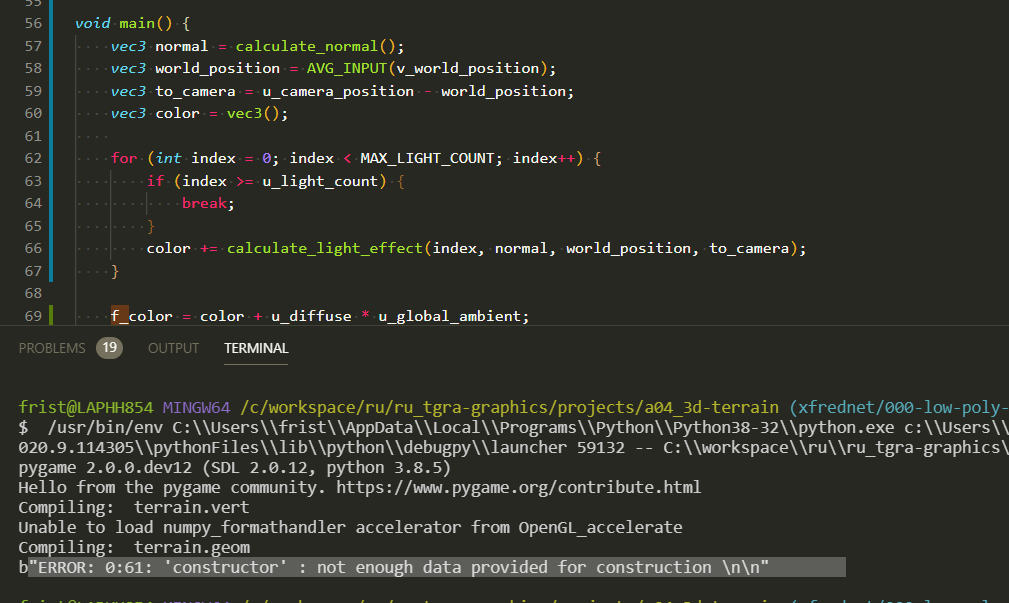 55
56 void main() {
57 vec3 normal = calculate_normal();
58 vec3 world_position = AVG_INPUT(v_world_position);
59 vec3 to_camera = u_camera_position - world_position;
60 vec3 color = vec3();
61
62 for (int index = 0; index < MAX_LIGHT_COUNT; index++) {
63 if (index >= u_light_count) {
64 break;
65 }
66 color += calculate_light_effect(index, normal, world_position, to_camera);
67 }
68
69 f_color = color + u_diffuse * u_global_ambient;
PROBLEMS 19 OUTPUT TERMINAL
frist@LAPHH854 MINGW64 /c/workspace/ru/ru_tgra-graphics/projects/a04_3d-terrain (xfrednet/000-low-poly-
$ /usr/bin/env C:\\Users\\frist\\AppData\\Local\\Programs\\Python\\Python38-32\\python.exe c:\\Users\\
020.9.114305\\pythonFiles\\lib\\python\\debugpy\\launcher 59132 -- C:\\workspace\\ru\\ru_tgra-graphics\
pygame 2.0.0.dev12 (SDL 2.0.12, python 3.8.5)
Hello from the pygame community. https://www.pygame.org/contribute.html
Compiling: terrain.vert
Unable to load numpy_formathandler accelerator from OpenGL_accelerate
Compiling: terrain.geom
b"ERROR: 0:61: 'constructor' : not enough data provided for construction \n\n"